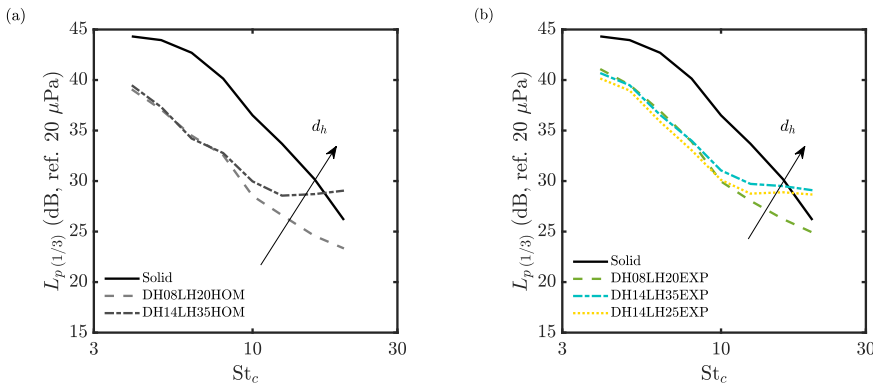 (a)
45
40
35
30
25
20
15
L_{p (1/3)} (dB, ref. 20 μPa)
d_h
Solid
DH08LH20HOM
DH14LH35HOM
3
10
30
St_c
(b)
45
40
35
30
25
20
15
L_{p (1/3)} (dB, ref. 20 μPa)
d_h
Solid
DH08LH20EXP
DH14LH35EXP
DH14LH25EXP
3
10
30
St_c